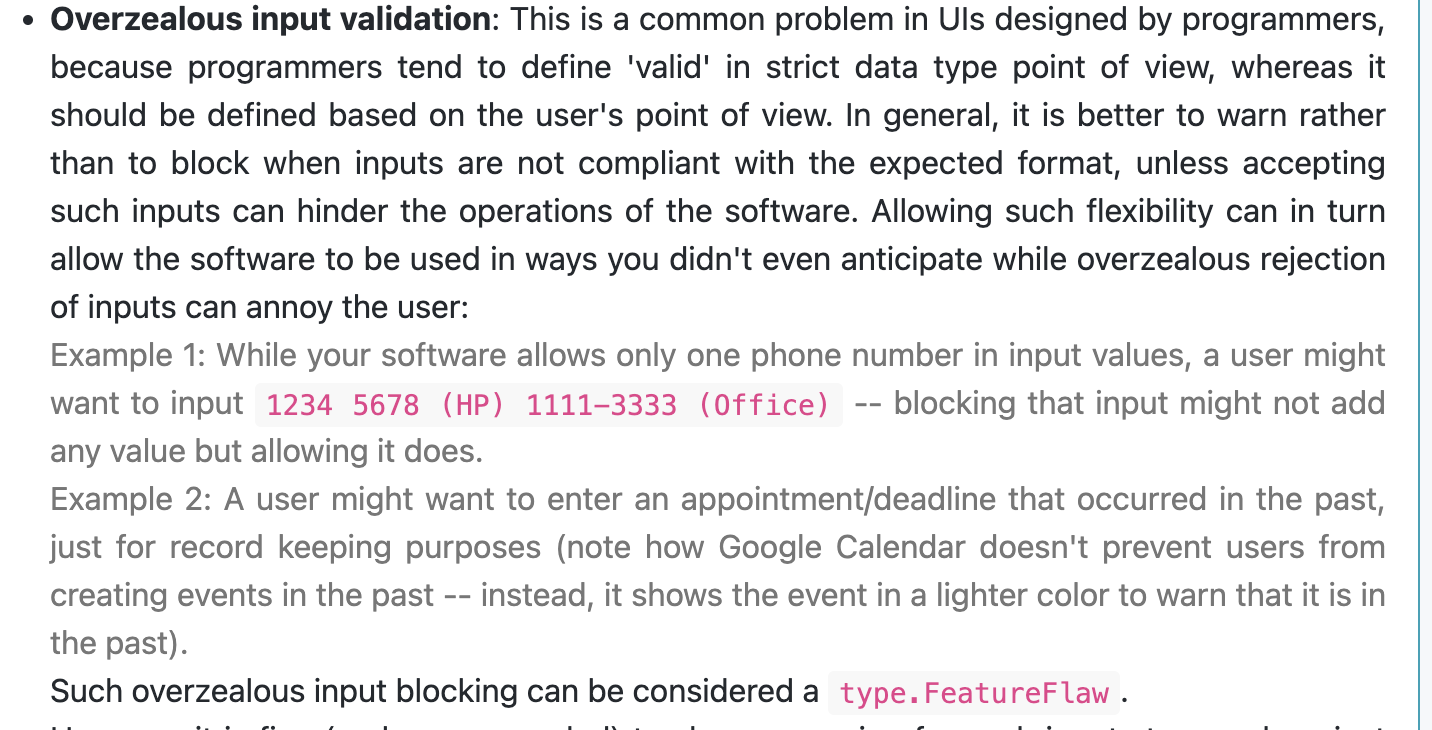 • Overzealous input validation: This is a common problem in UIs designed by programmers,
because programmers tend to define 'valid' in strict data type point of view, whereas it
should be defined based on the user's point of view. In general, it is better to warn rather
than to block when inputs are not compliant with the expected format, unless accepting
such inputs can hinder the operations of the software. Allowing such flexibility can in turn
allow the software to be used in ways you didn't even anticipate while overzealous rejection
of inputs can annoy the user:
Example 1: While your software allows only one phone number in input values, a user might
want to input 1234 5678 (HP) 1111-3333 (Office) -- blocking that input might not add
any value but allowing it does.
Example 2: A user might want to enter an appointment/deadline that occurred in the past,
just for record keeping purposes (note how Google Calendar doesn't prevent users from
creating events in the past -- instead, it shows the event in a lighter color to warn that it is in
the past).
Such overzealous input blocking can be considered a type.FeatureFlaw.